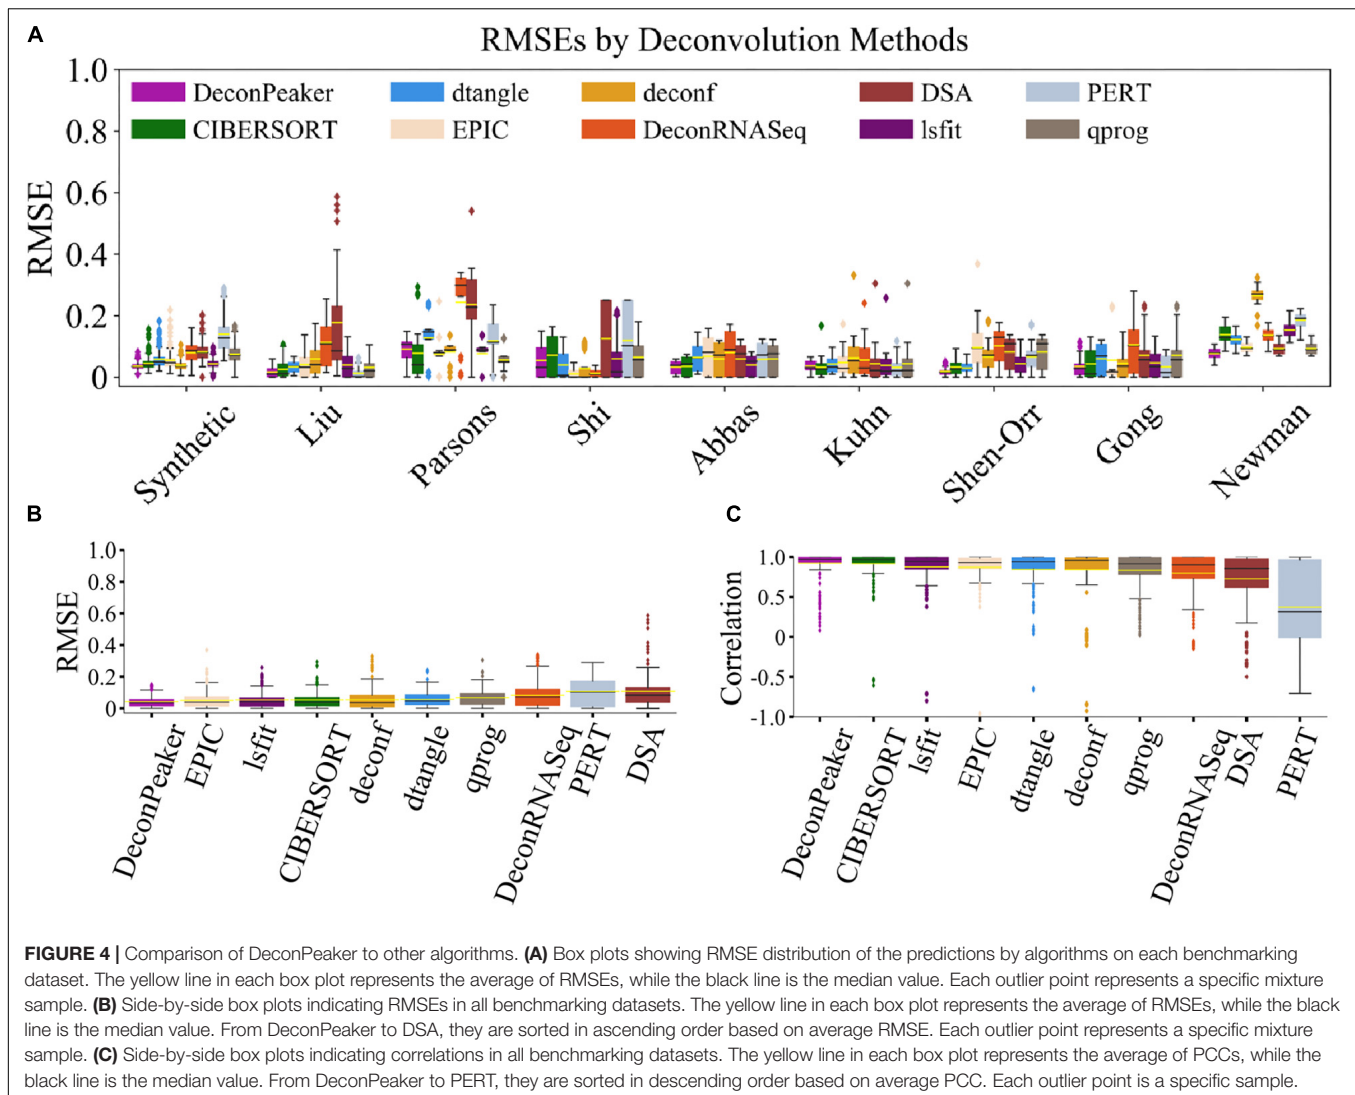 A
RMSEs by Deconvolution Methods
1.0
0.8
0.6
0.4
0.2
0
RMSE
DeconPeaker
dtangle
deconf
DSA
PERT
CIBERSORT
EPIC
DeconRNASeq
lsfit
qprog
Synthetic
Liu
Parsons
Shi
Abbas
Kuhn
Shen-Orr
Gong
Newman
B
1.0
0.8
0.6
0.4
0.2
0
RMSE
DeconPeaker
EPIC
lsfit
CIBERSORT
deconf
dtangle
qprog
DeconRNASeq
PERT
DSA
C
1.0
0.5
0
-0.5
-1.0
Correlation
DeconPeaker
CIBERSORT
lsfit
EPIC
dtangle
deconf
qprog
DeconRNASeq
DSA
PERT
FIGURE 4 | Comparison of DeconPeaker to other algorithms. (A) Box plots showing RMSE distribution of the predictions by algorithms on each benchmarking
dataset. The yellow line in each box plot represents the average of RMSEs, while the black line is the median value. Each outlier point represents a specific mixture
sample. (B) Side-by-side box plots indicating RMSEs in all benchmarking datasets. The yellow line in each box plot represents the average of RMSEs, while the black
line is the median value. From DeconPeaker to DSA, they are sorted in ascending order based on average RMSE. Each outlier point represents a specific mixture
sample. (C) Side-by-side box plots indicating correlations in all benchmarking datasets. The yellow line in each box plot represents the average of PCCs, while the
black line is the median value. From DeconPeaker to PERT, they are sorted in descending order based on average PCC. Each outlier point is a specific sample.